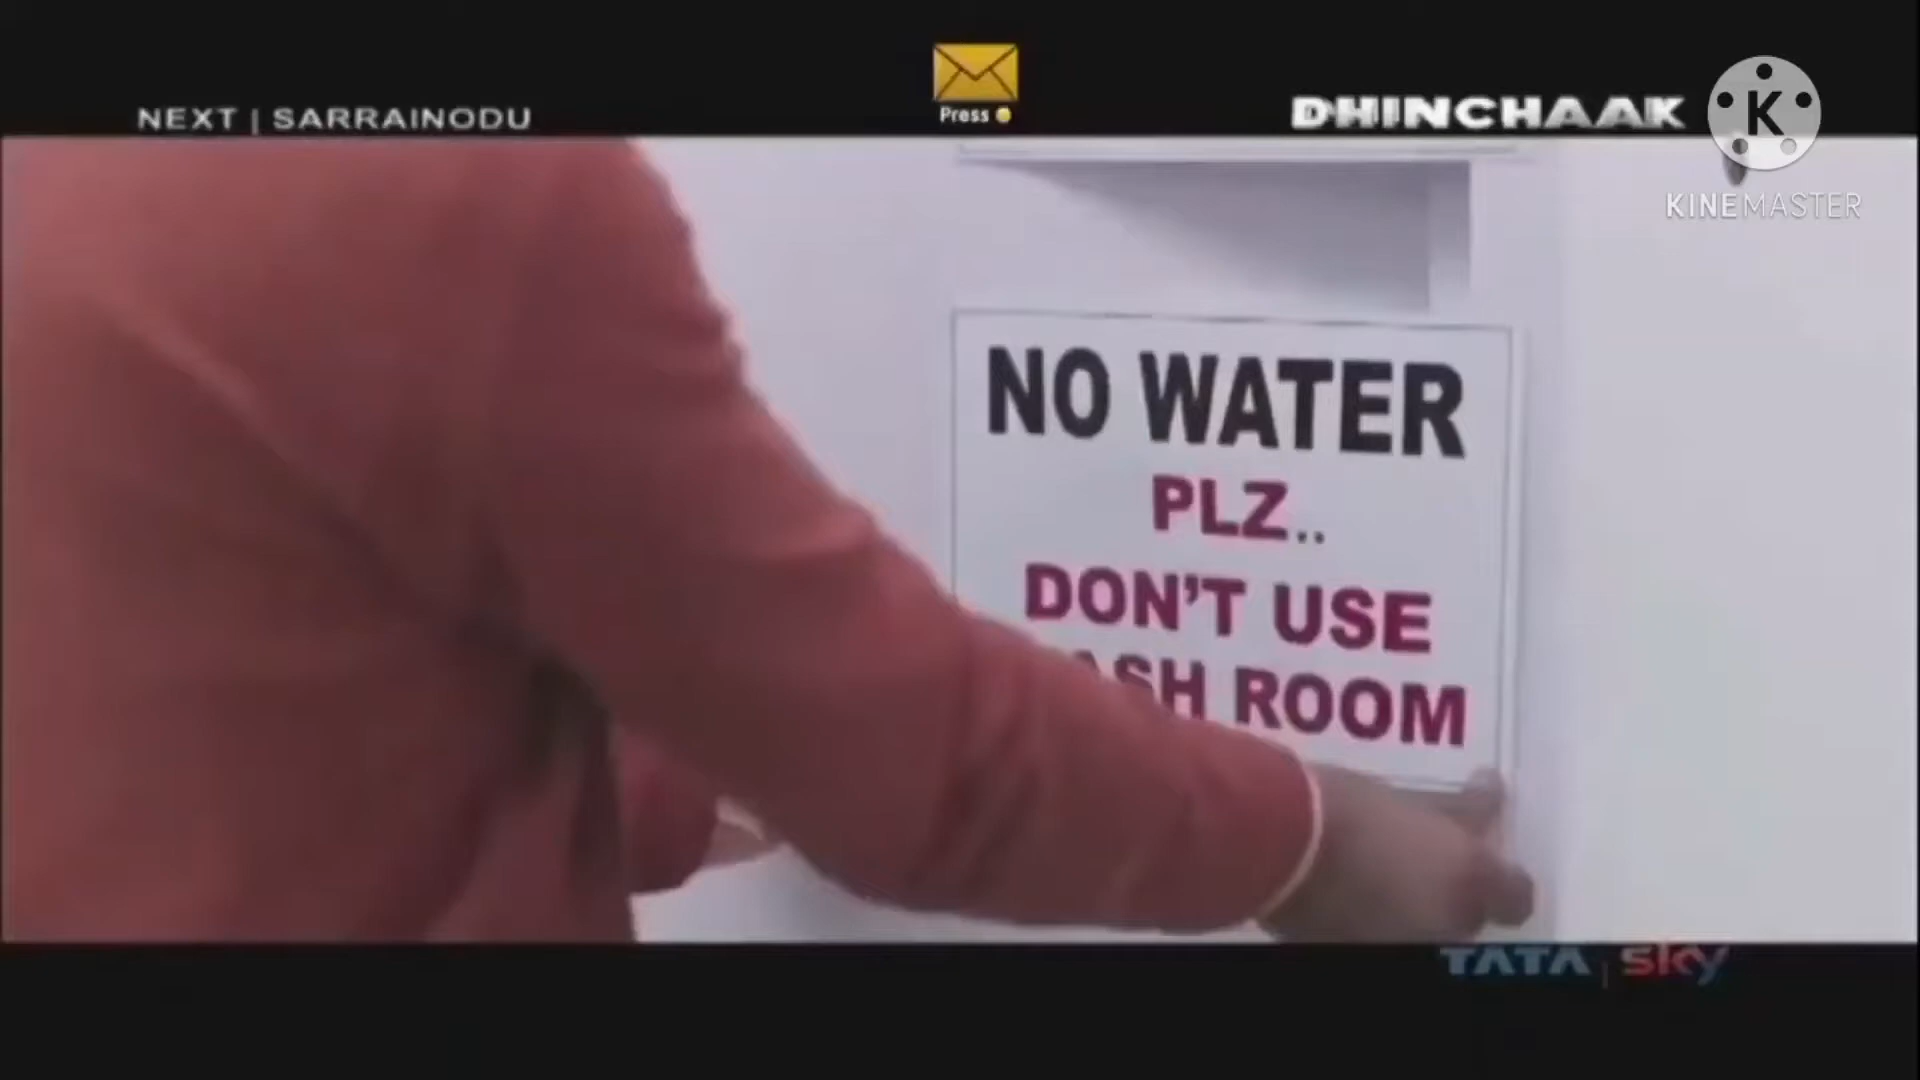 NEXT | SARRAINODU
Press
DHINCHAAK
K
KINEMASTER
NO WATER
PLZ..
DON'T USE
ROOM
TATA sky